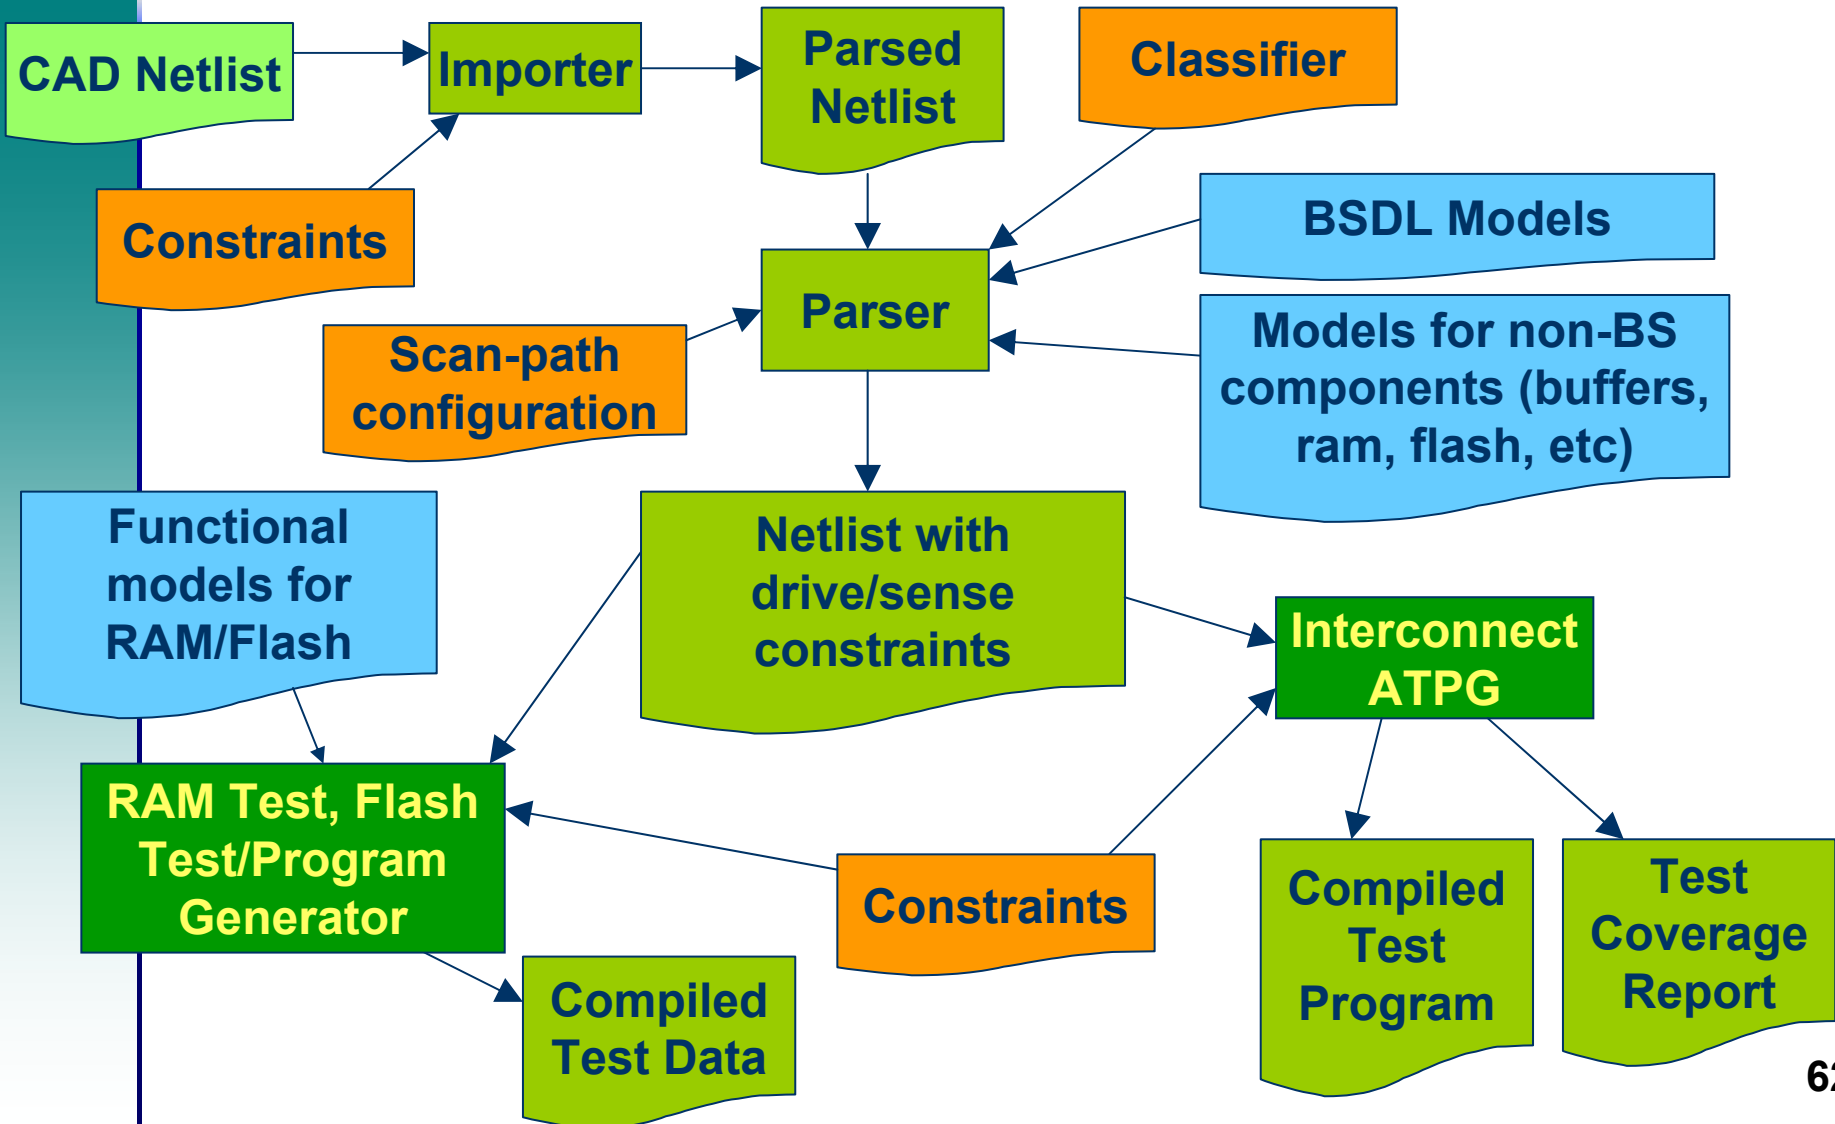 CAD Netlist
Importer
Parsed
Netlist
Classifier
Constraints
BSDL Models
Parser
Scan-path
configuration
Models for non-BS
components (buffers,
ram, flash, etc)
Functional
models for
RAM/Flash
Netlist with
drive/sense
constraints
Interconnect
ATPG
RAM Test, Flash
Test/Program
Generator
Constraints
Compiled
Test
Program
Test
Coverage
Report
Compiled
Test Data
62